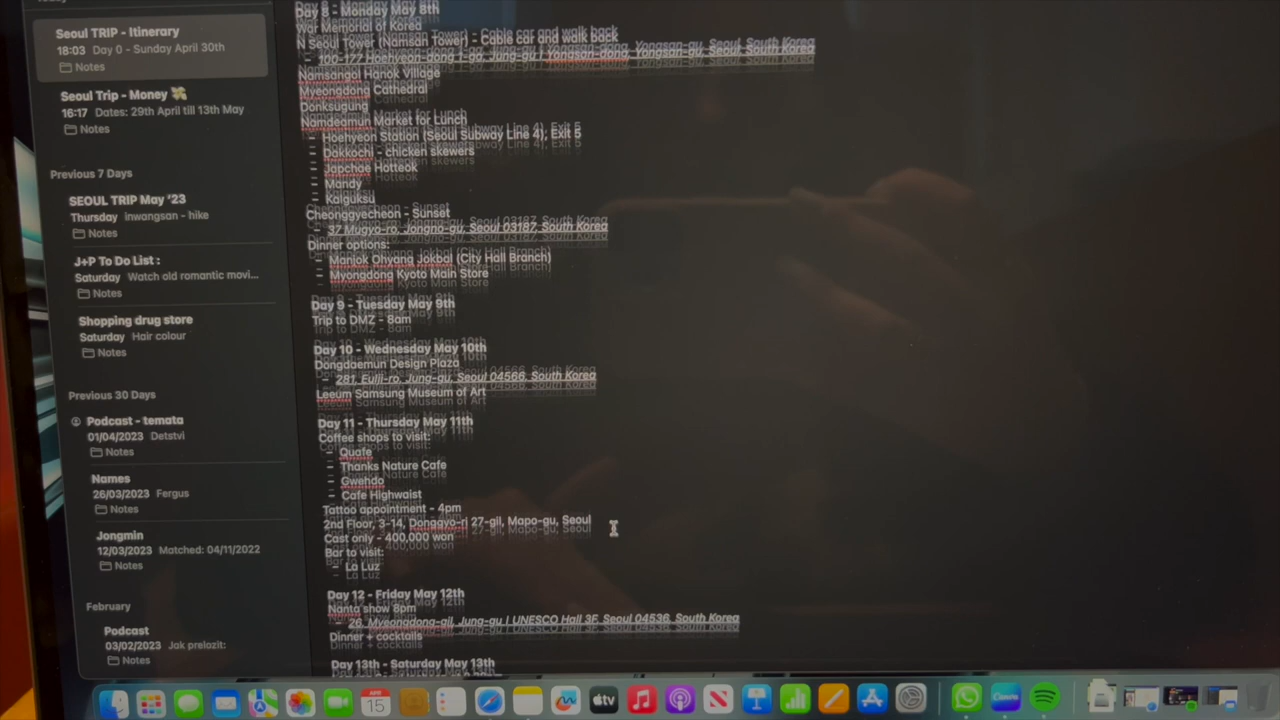 Seoul TRIP - Itinerary
18:03 Day 0 - Sunday April 30th
Notes
Seoul Trip - Money 💸
16:17 Dates: 29th April till 13th May
Notes
Previous 7 Days
SEOUL TRIP May '23
Thursday inwangsan - hike
Notes
J+P To Do List :
Saturday Watch old romantic movi...
Notes
Shopping drug store
Saturday Hair colour
Notes
Previous 30 Days
Podcast - temata
01/04/2023 Detstvi
Notes
Names
26/03/2023 Fergus
Notes
Jongmin
12/03/2023 Matched: 04/11/2022
Notes
February
Podcast
03/02/2023 Jak prelozit:
Notes
Day 8 - Monday May 8th
War Memorial of Korea
N Seoul Tower (Namsan Tower) - Cable car and walk back
- 100-177 Hoehyeon-dong 1-ga, Jung-gu | Yongsan-dong, Yongsan-gu, Seoul, South Korea
Namsangol Hanok Village
Myeongdong Cathedral
Donksugung
Namdeamun Market for Lunch
- Hoehyeon Station (Seoul Subway Line 4), Exit 5
- Dakkochi - chicken skewers
- Japchae Hotteok
- Mandy
- Kalguksu
Cheonggyecheon - Sunset
- 37 Mugyo-ro, Jongno-gu, Seoul 03187, South Korea
Dinner options:
- Manjok Ohyang Jokbal (City Hall Branch)
- Myongdong Kyoto Main Store
Day 9 - Tuesday May 9th
Trip to DMZ - 8am
Day 10 - Wednesday May 10th
Dongdaemun Design Plaza
- 281, Eulji-ro, Jung-gu, Seoul 04566, South Korea
Leeum Samsung Museum of Art
Day 11 - Thursday May 11th
Coffee shops to visit:
- Quafe
- Thanks Nature Cafe
- Gwehdo
- Cafe Highwaist
Tattoo appointment - 4pm
2nd Floor, 3-14, Donggyo-ri 27-gil, Mapo-gu, Seoul
Cast only - 400,000 won
Bar to visit:
- La Luz
Day 12 - Friday May 12th
Nanta show 8pm
- 26, Myeongdong-gil, Jung-gu | UNESCO Hall 3F, Seoul 04536, South Korea
Dinner + cocktails
Day 13th - Saturday May 13th
APR
15
tv
Canva